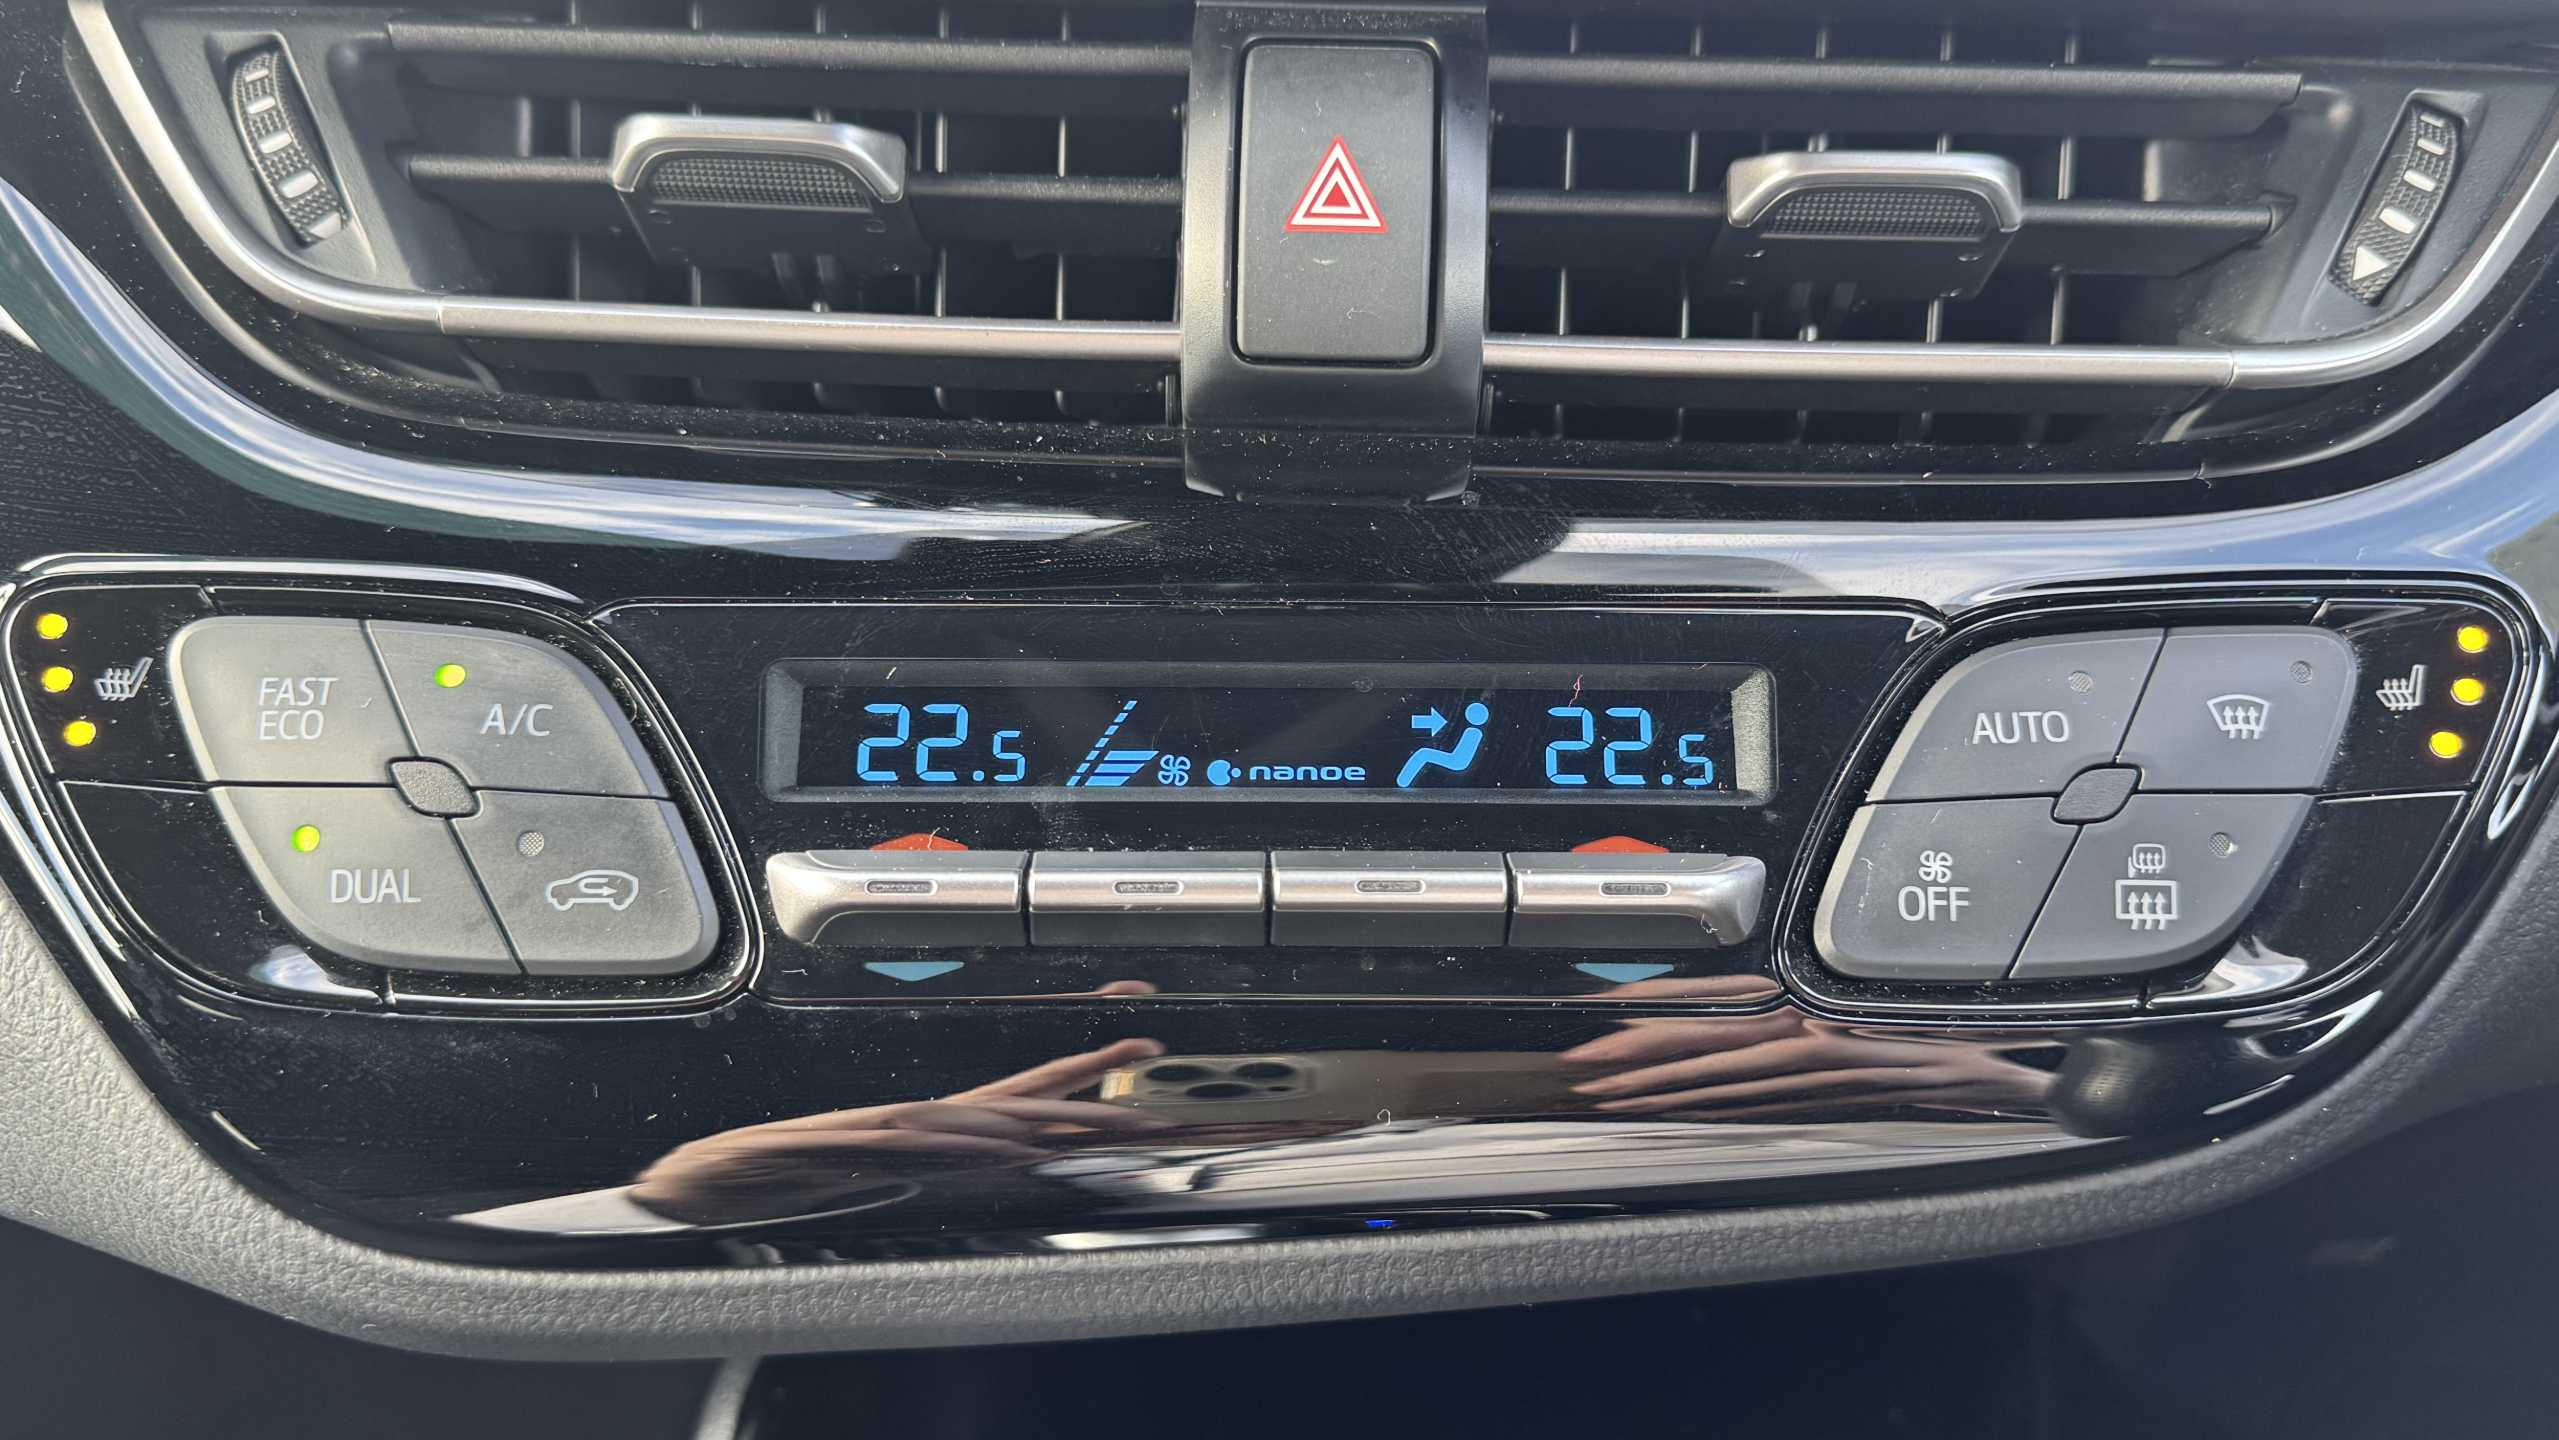 FAST
ECO
A/C
DUAL
22.5
nanoe
22.5
AUTO
OFF